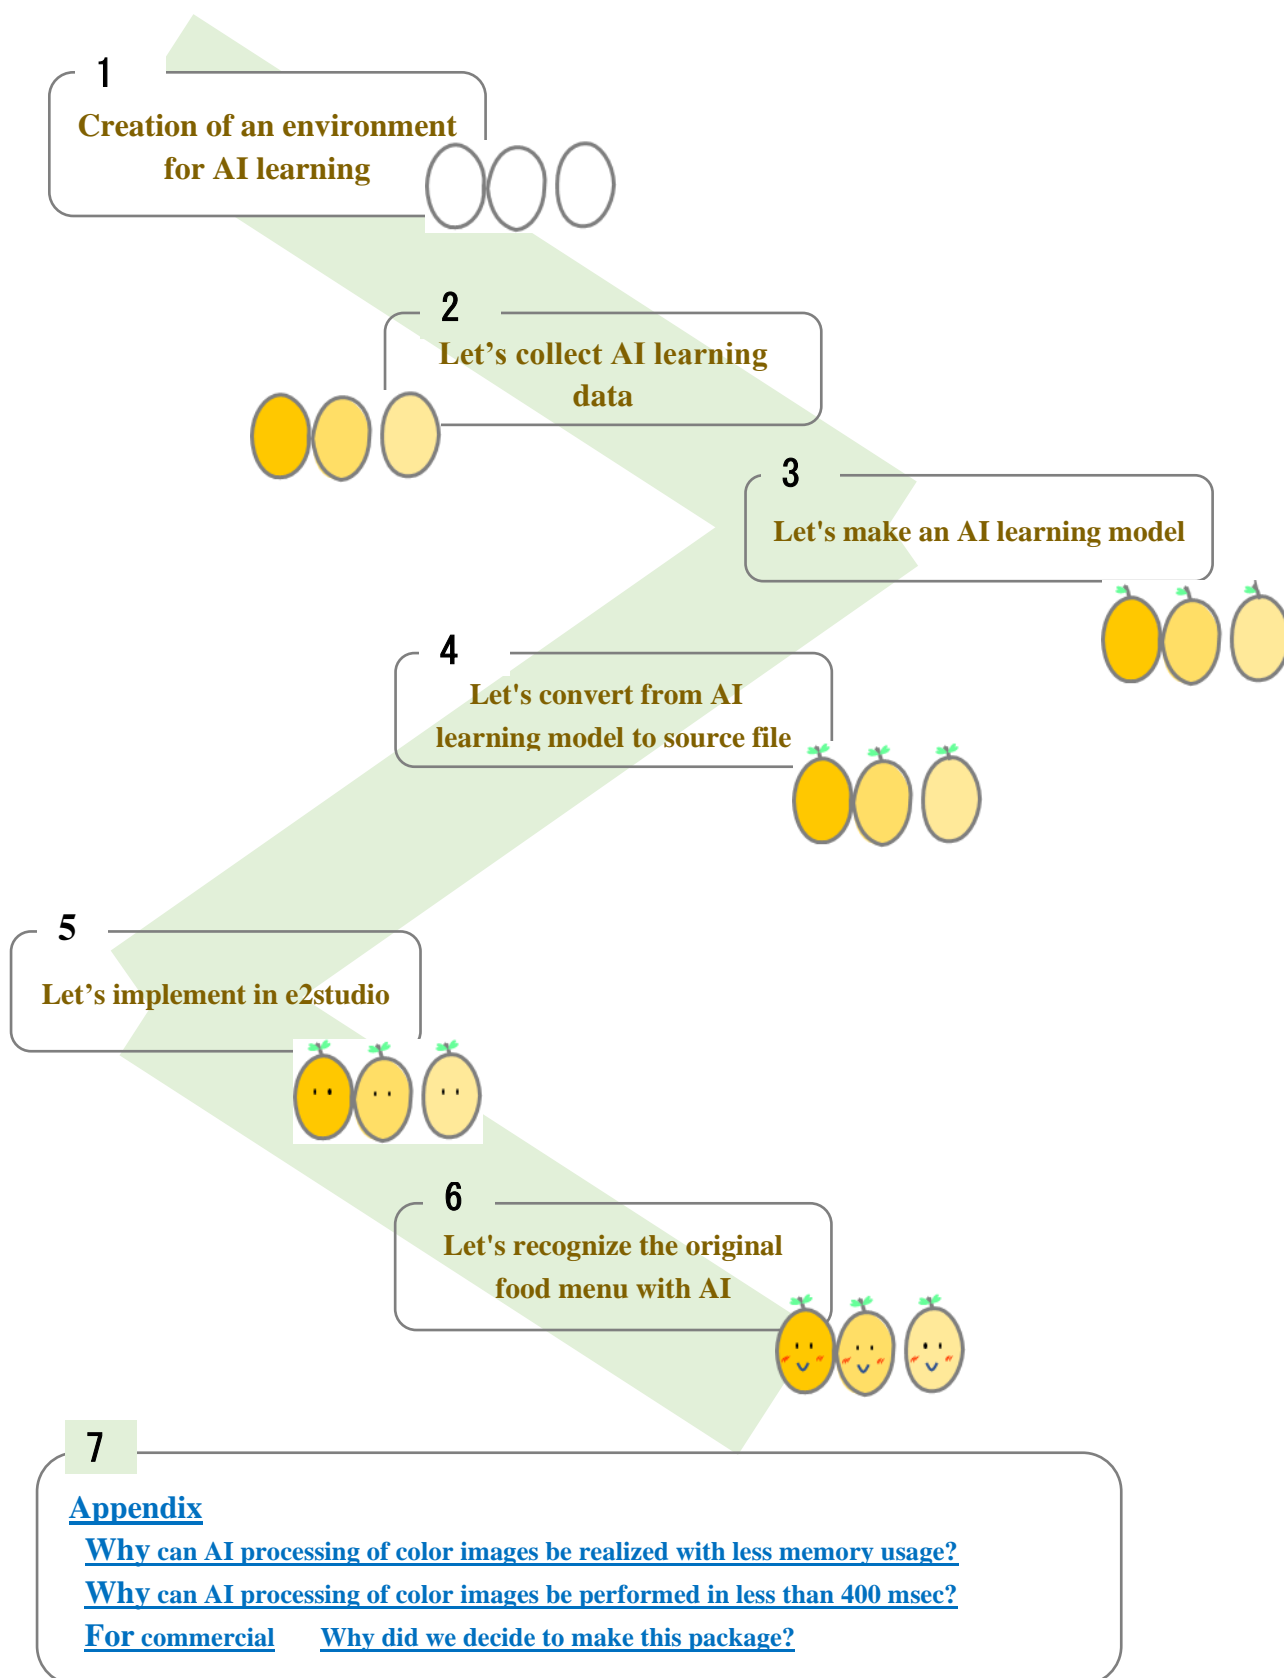 1
Creation of an environment
for AI learning
2
Let’s collect AI learning
data
3
Let's make an AI learning model
4
Let's convert from AI
learning model to source file
5
Let’s implement in e2studio
6
Let's recognize the original
food menu with AI
7
Appendix
Why can AI processing of color images be realized with less memory usage?
Why can AI processing of color images be performed in less than 400 msec?
For commercial Why did we decide to make this package?